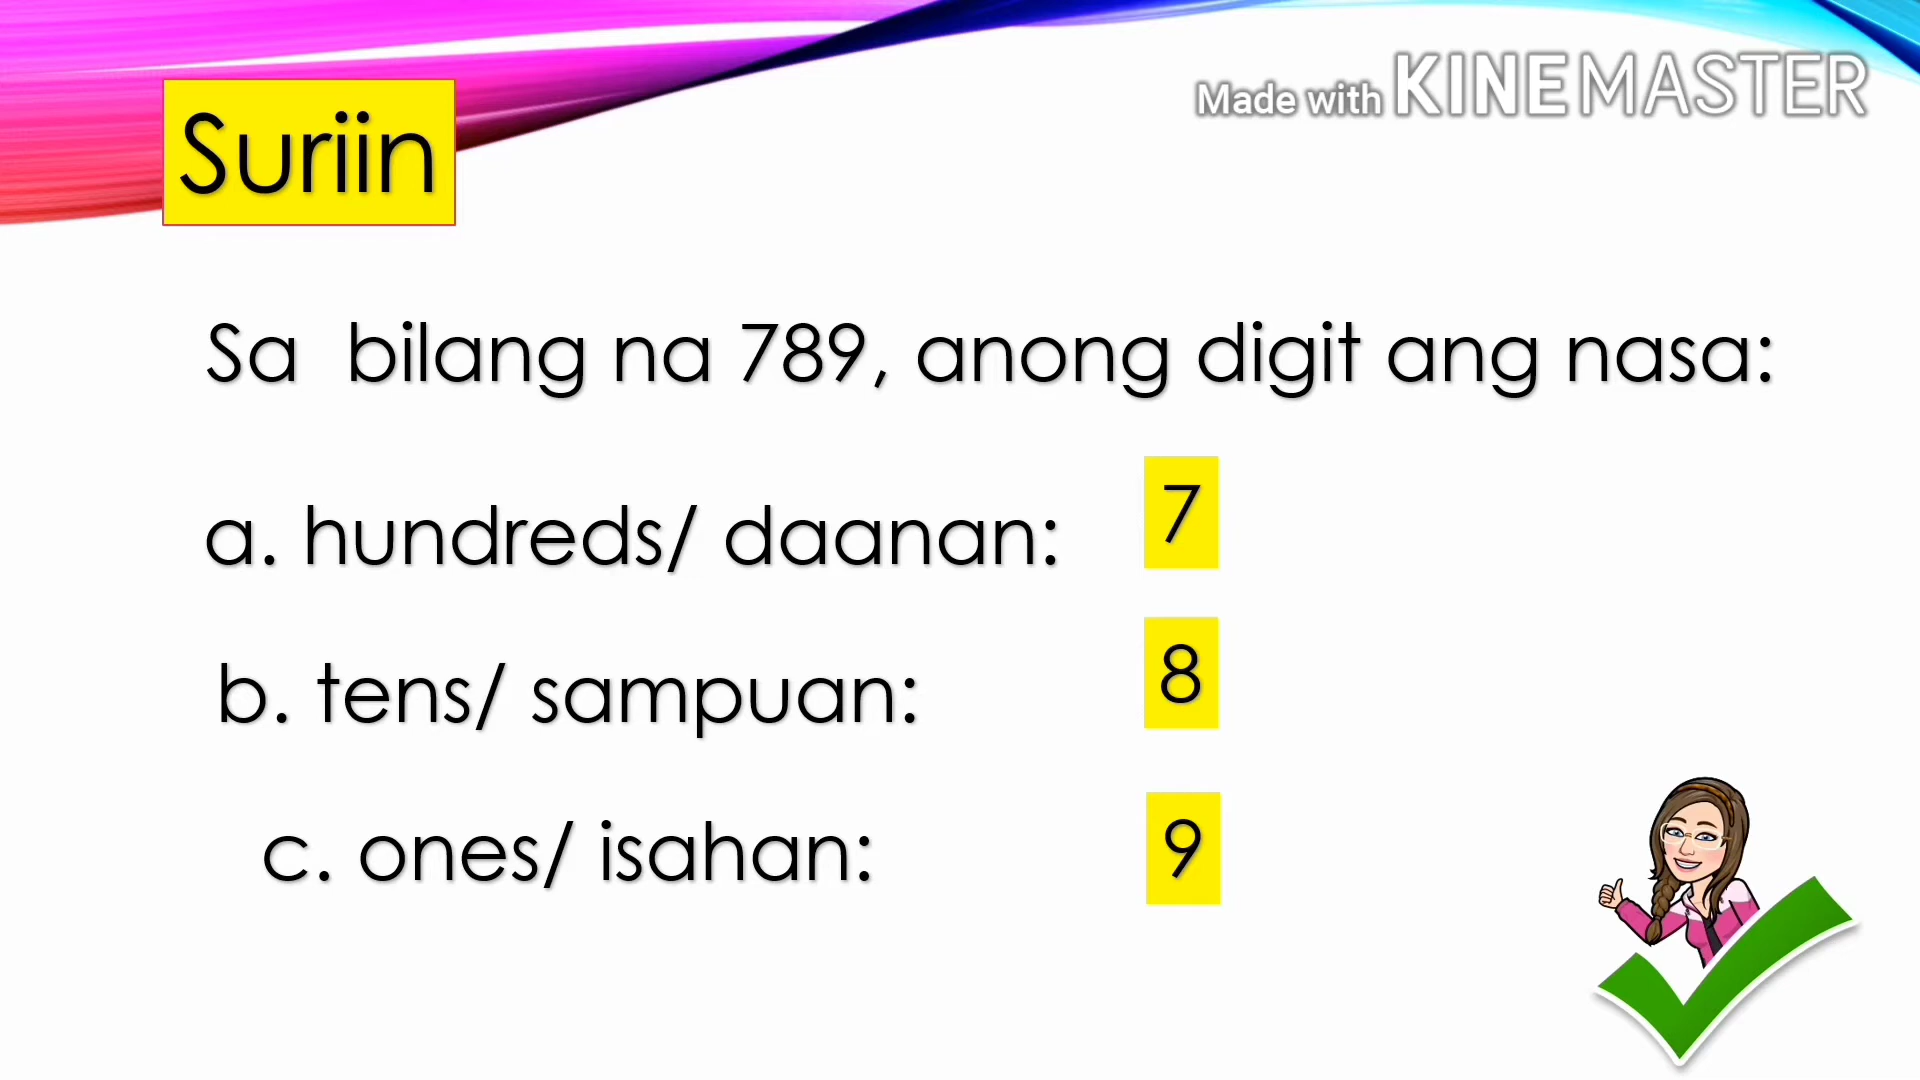 Made with KINEMASTER
Suriin
Sa bilang na 789, anong digit ang nasa:
a. hundreds/ daanan: 7
b. tens/ sampuan: 8
c. ones/ isahan: 9